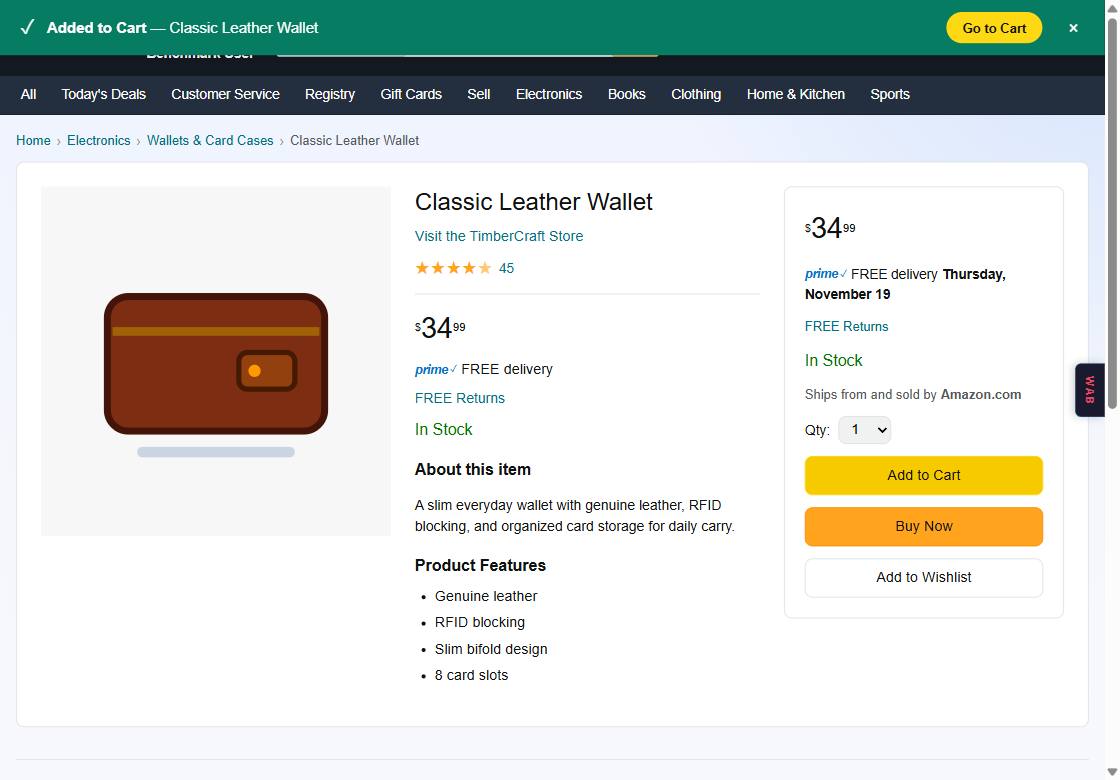 ✓ Added to Cart — Classic Leather Wallet Go to Cart ×
Benchmark User
All Today's Deals Customer Service Registry Gift Cards Sell Electronics Books Clothing Home & Kitchen Sports
Home › Electronics › Wallets & Card Cases › Classic Leather Wallet
Classic Leather Wallet
Visit the TimberCraft Store
★★★★★ 45
$3499
prime✓ FREE delivery
FREE Returns
In Stock
About this item
A slim everyday wallet with genuine leather, RFID
blocking, and organized card storage for daily carry.
Product Features
• Genuine leather
• RFID blocking
• Slim bifold design
• 8 card slots
$3499
prime✓ FREE delivery Thursday,
November 19
FREE Returns
In Stock
Ships from and sold by Amazon.com
Qty: 1
Add to Cart
Buy Now
Add to Wishlist
WAB